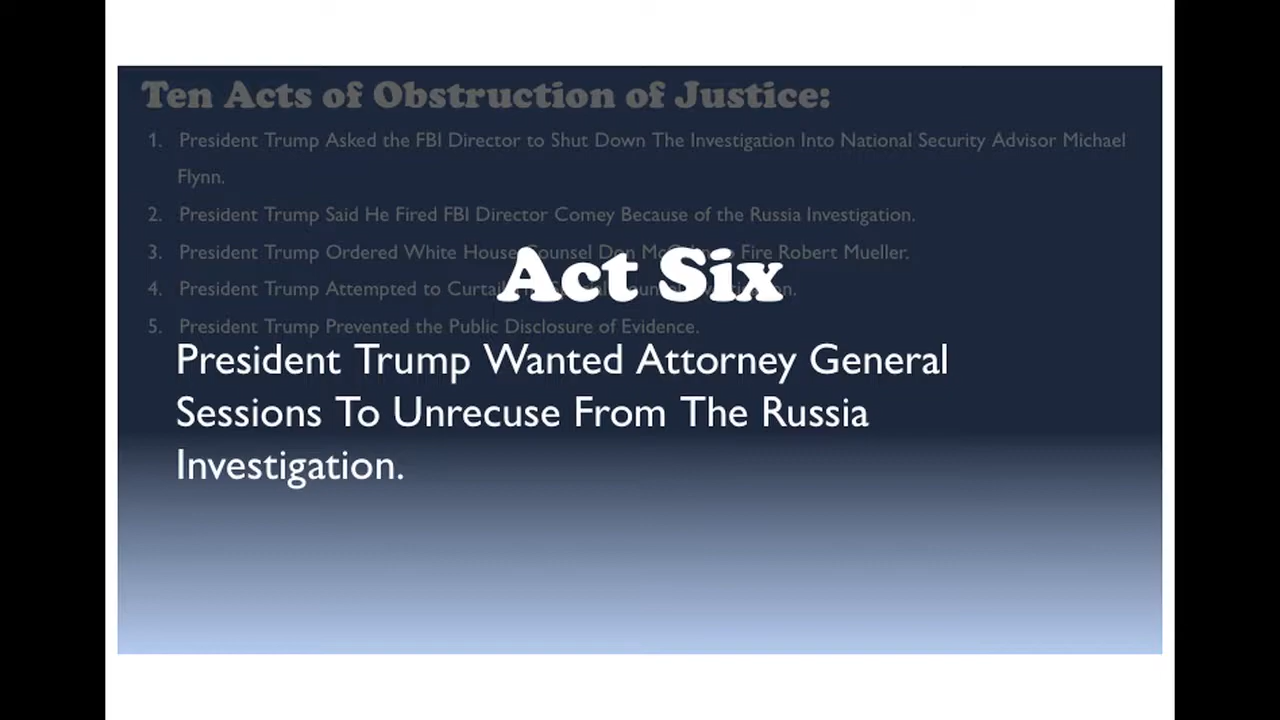 Ten Acts of Obstruction of Justice:
1. President Trump Asked the FBI Director to Shut Down The Investigation Into National Security Advisor Michael
Flynn.
2. President Trump Said He Fired FBI Director Comey Because of the Russia Investigation.
3. President Trump Ordered White House Counsel Don Fire Robert Mueller.
Act Six
4. President Trump Attempted to
5. President Trump Prevented the Public Disclosure of Evidence.
President Trump Wanted Attorney General
Sessions To Unrecuse From The Russia
Investigation.